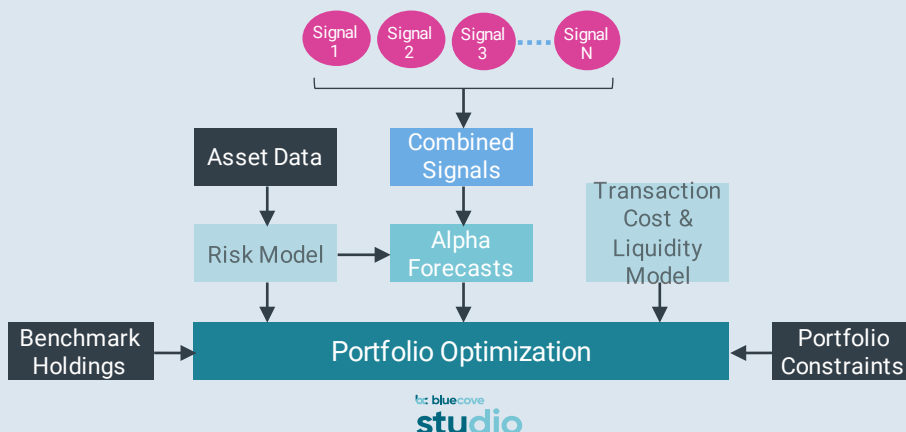 Signal
1
Signal
2
Signal
3
Signal
N
Asset Data
Combined
Signals
Transaction
Cost &
Liquidity
Model
Risk Model
Alpha
Forecasts
Benchmark
Holdings
Portfolio Optimization
Portfolio
Constraints
bc bluecove
studio